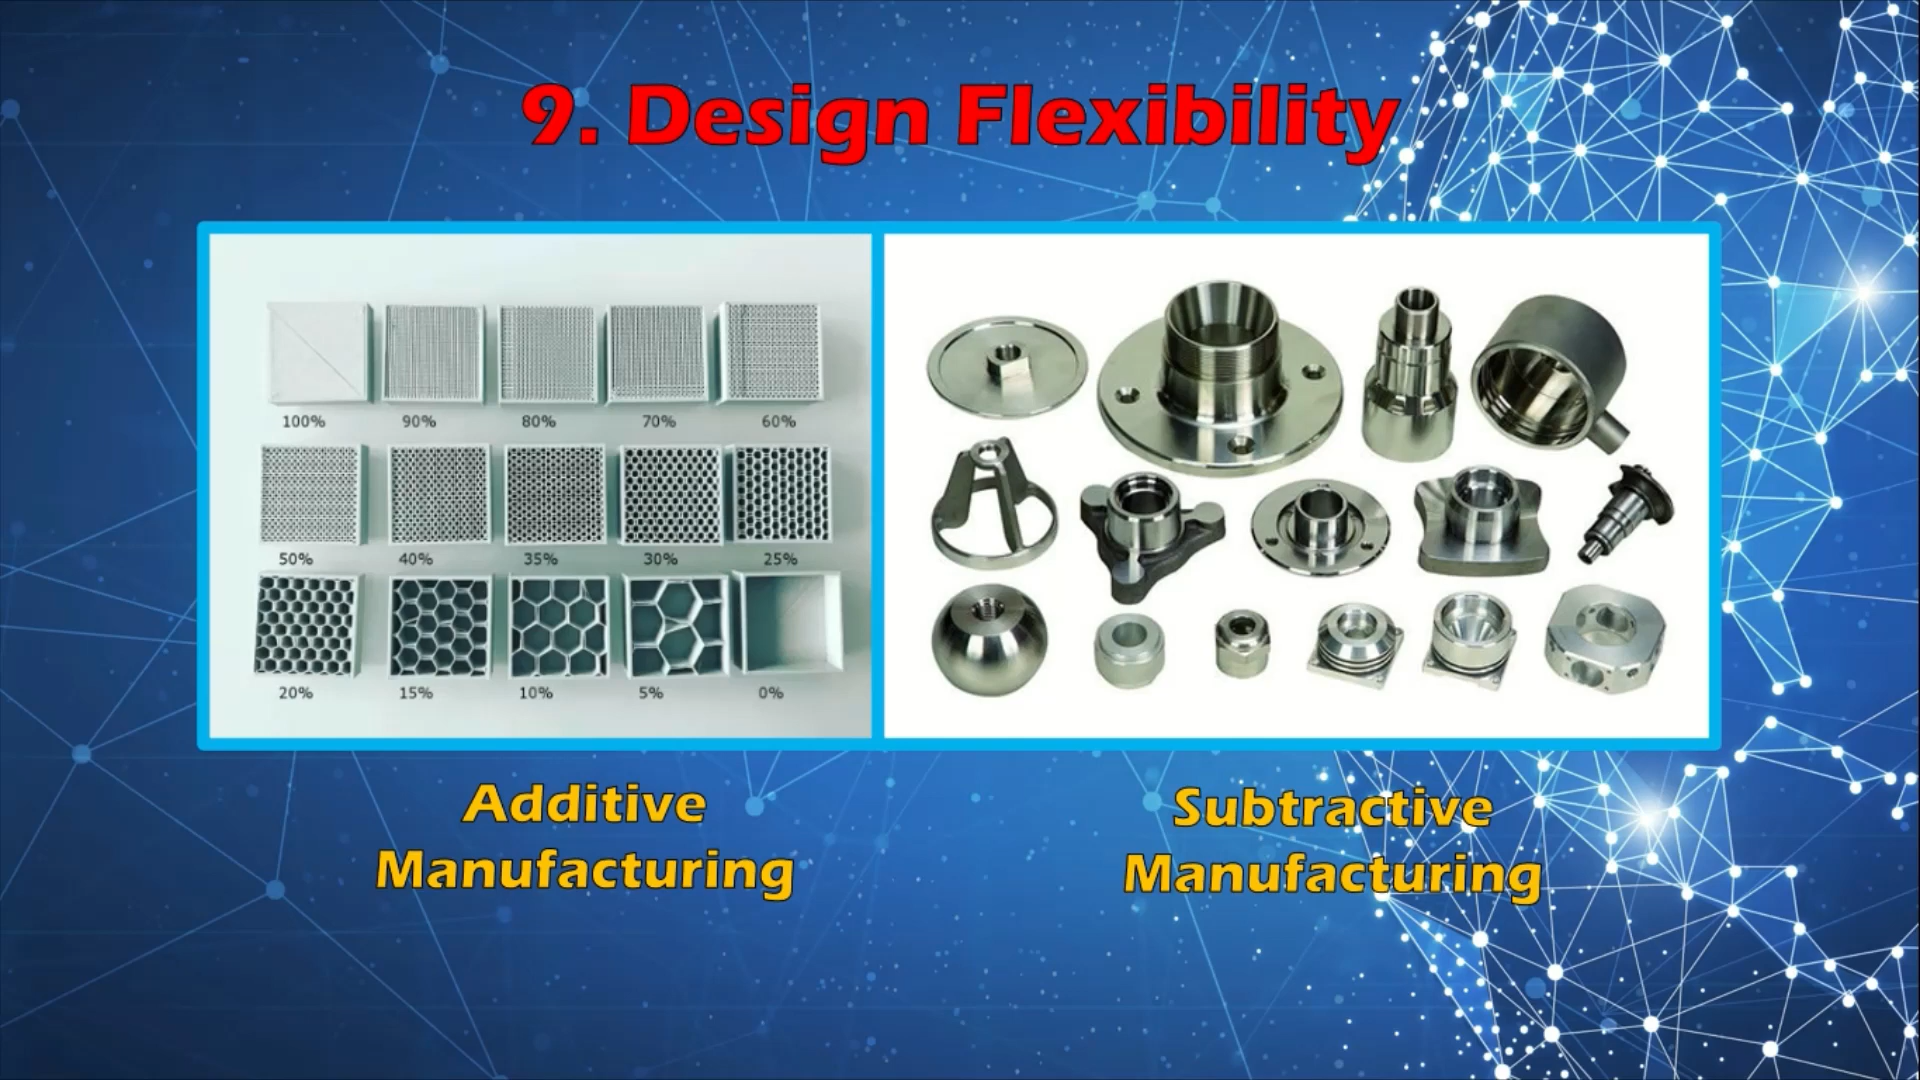 9. Design Flexibility
100% 90% 80% 70% 60%
50% 40% 35% 30% 25%
20% 15% 10% 5% 0%
Additive
Manufacturing
Subtractive
Manufacturing